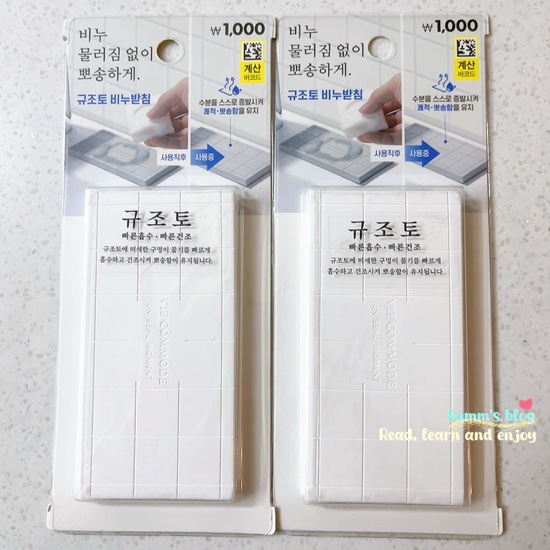 비누
물러짐 없이
뽀송하게.
규조토 비누받침
₩1,000
계산
바코드
수분을 스스로 증발시켜
쾌적·뽀송함을 유지
사용직후
사용중
규조토
빠른흡수·빠른건조
규조토에 미세한 구멍이 물기를 빠르게
흡수하고 건조시켜 뽀송함이 유지됩니다.
VIE COMMODE
비누
물러짐 없이
뽀송하게.
규조토 비누받침
₩1,000
계산
바코드
수분을 스스로 증발시켜
쾌적·뽀송함을 유지
사용직후
사용중
규조토
빠른흡수·빠른건조
규조토에 미세한 구멍이 물기를 빠르게
흡수하고 건조시켜 뽀송함이 유지됩니다.
VIE COMMODE
Summ's blog
Read, learn and enjoy